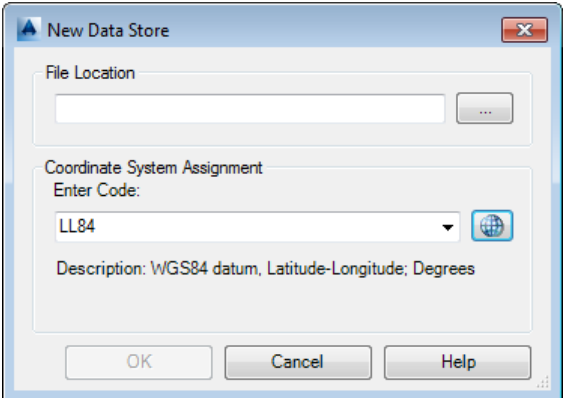 New Data Store
File Location
...
Coordinate System Assignment
Enter Code:
LL84
Description: WGS84 datum, Latitude-Longitude; Degrees
OK Cancel Help